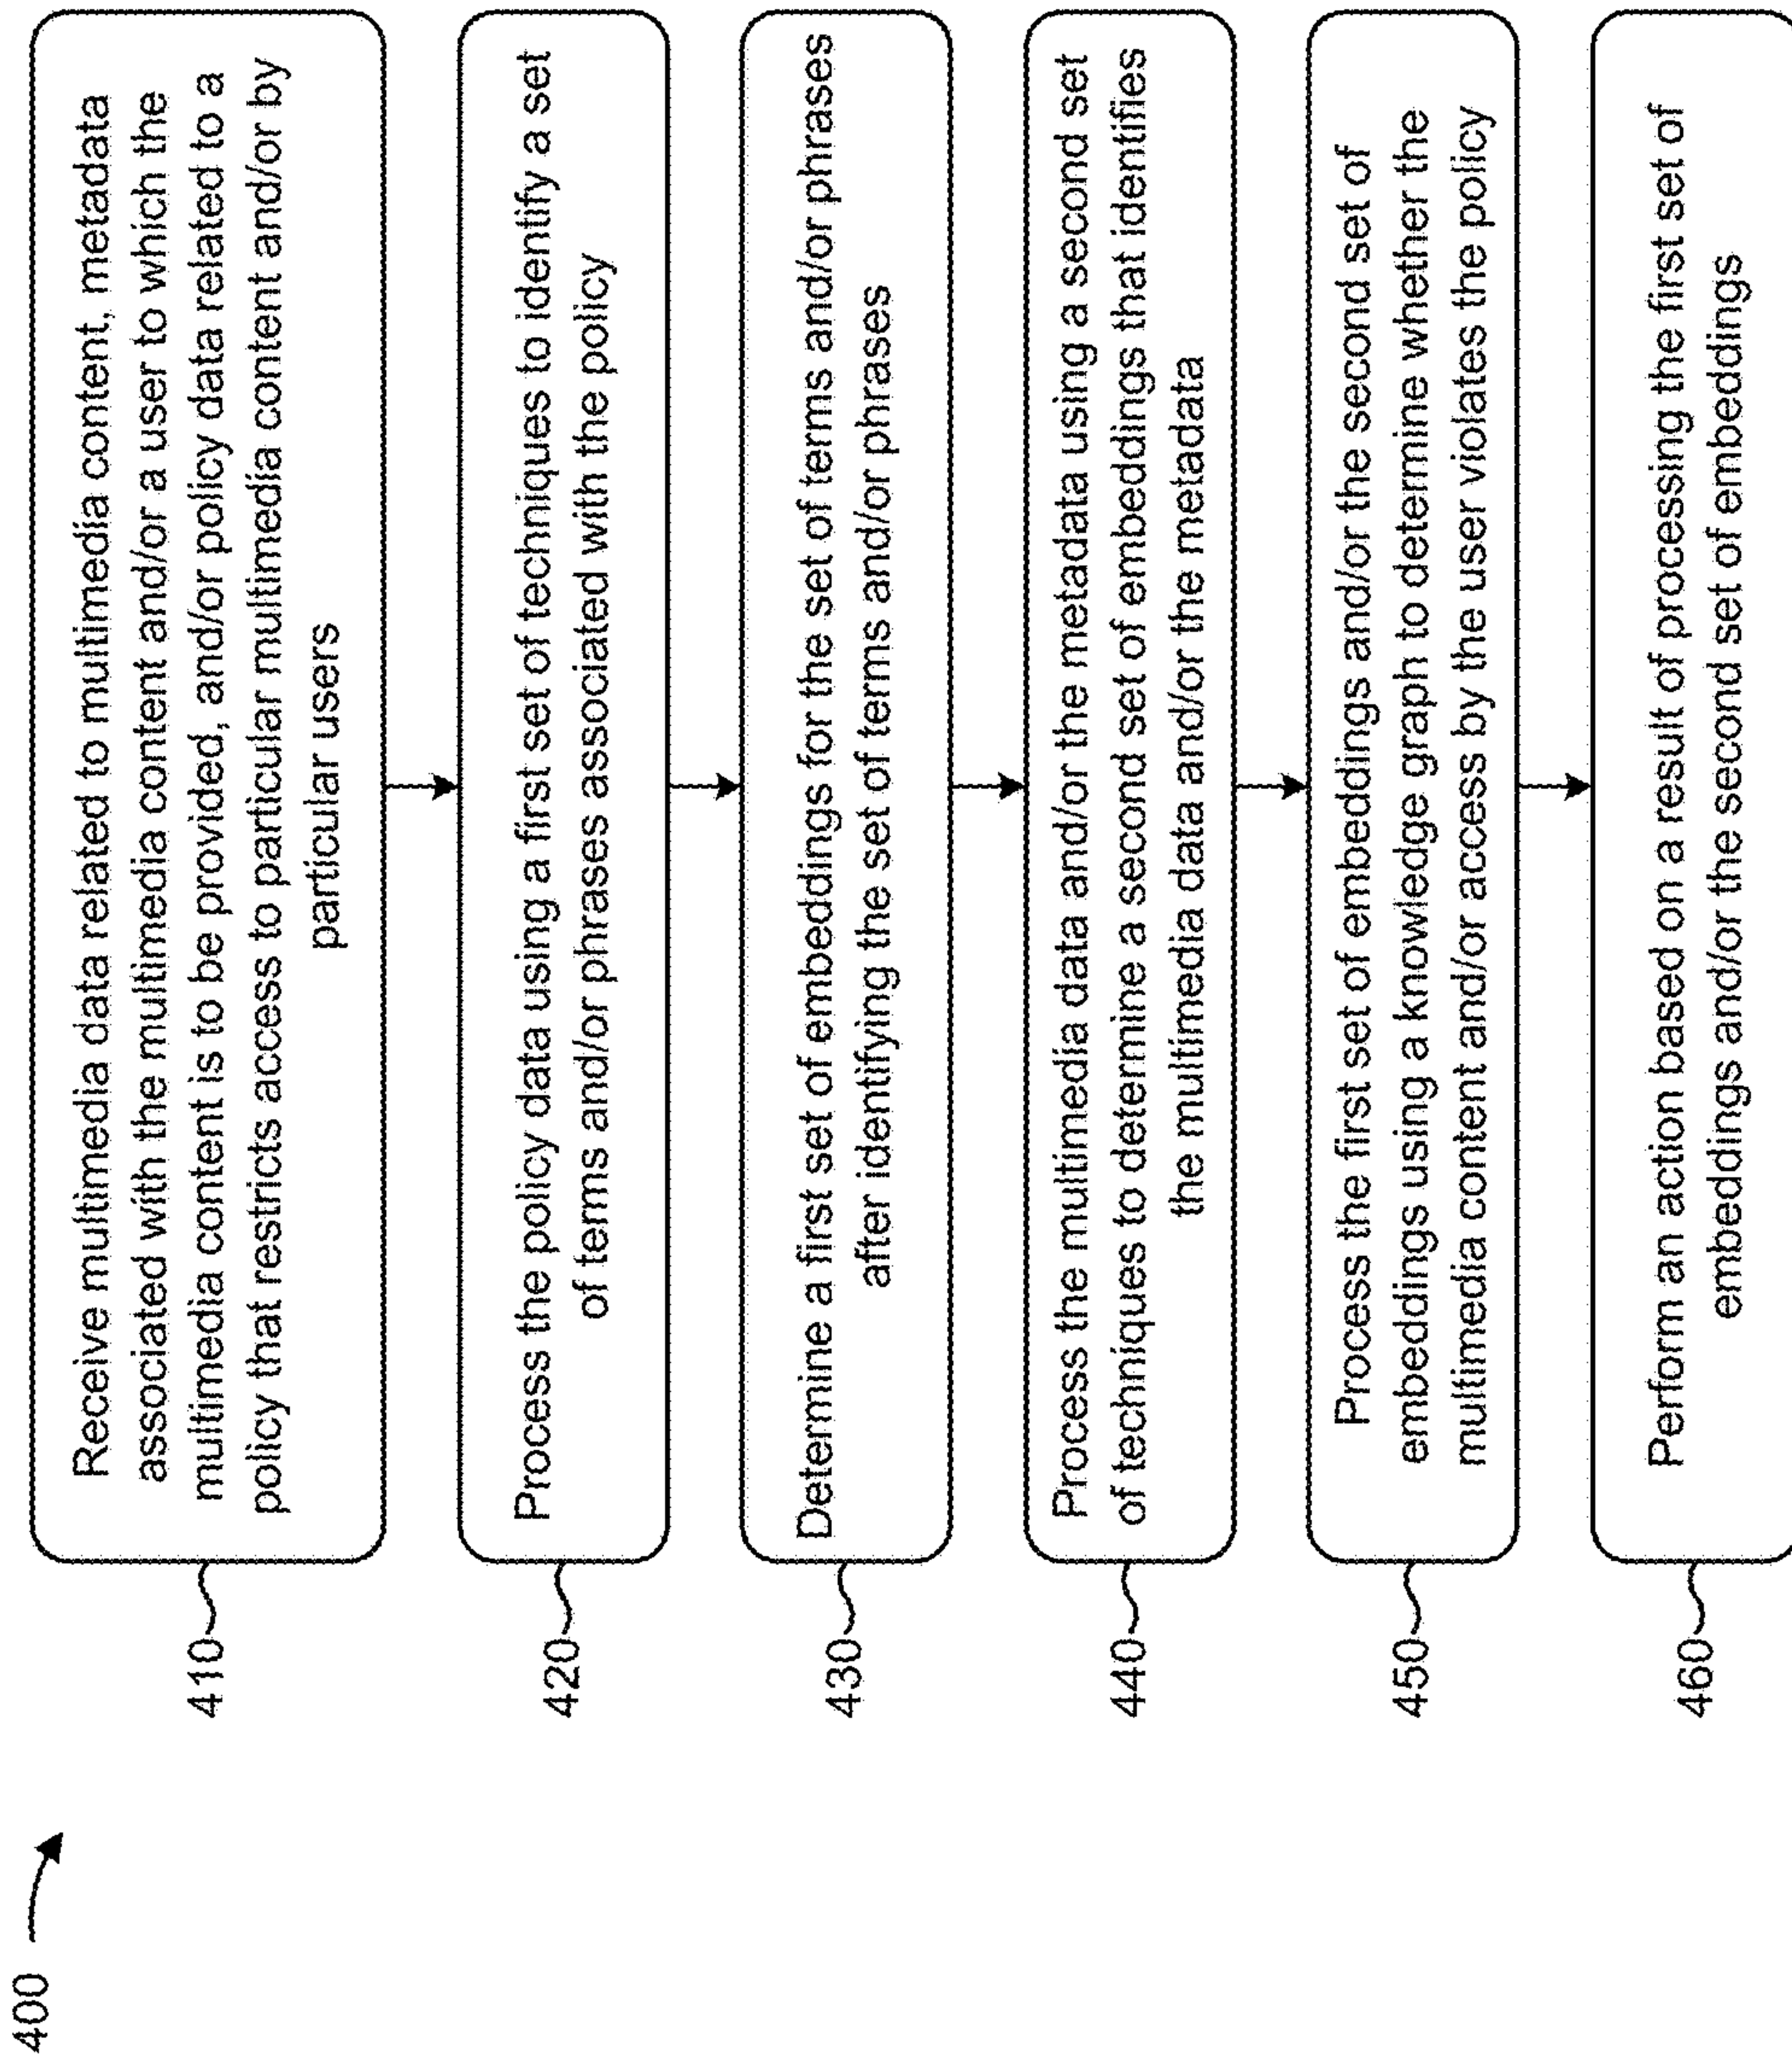 400
410
Receive multimedia data related to multimedia content, metadata
associated with the multimedia content and/or a user to which the
multimedia content is to be provided, and/or policy data related to a
policy that restricts access to particular multimedia content and/or by
particular users
420
Process the policy data using a first set of techniques to identify a set
of terms and/or phrases associated with the policy
430
Determine a first set of embeddings for the set of terms and/or phrases
after identifying the set of terms and/or phrases
440
Process the multimedia data and/or the metadata using a second set
of techniques to determine a second set of embeddings that identifies
the multimedia data and/or the metadata
450
Process the first set of embeddings and/or the second set of
embeddings using a knowledge graph to determine whether the
multimedia content and/or access by the user violates the policy
460
Perform an action based on a result of processing the first set of
embeddings and/or the second set of embeddings